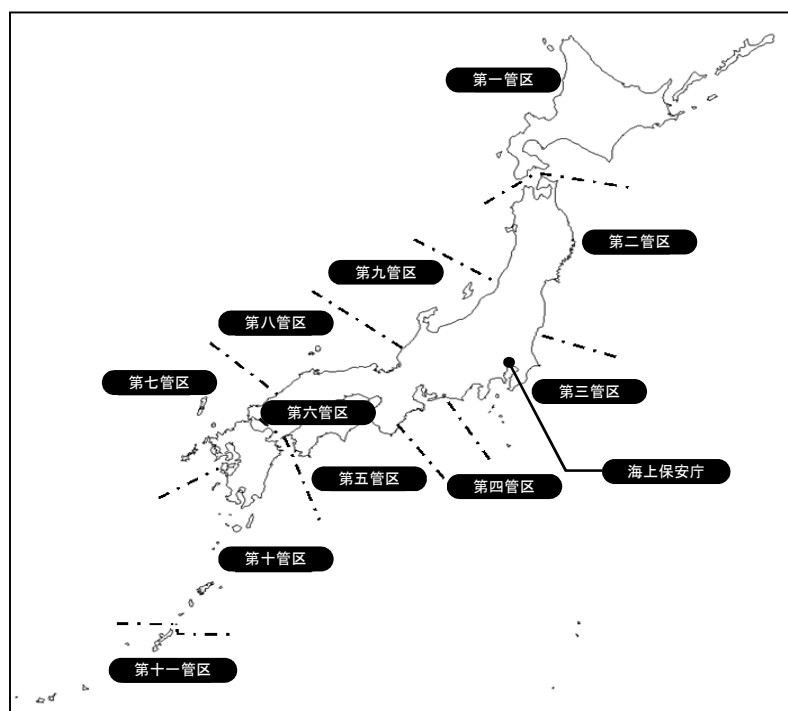 第一管区
第二管区
第九管区
第八管区
第七管区
第三管区
第六管区
海上保安庁
第五管区
第四管区
第十管区
第十一管区